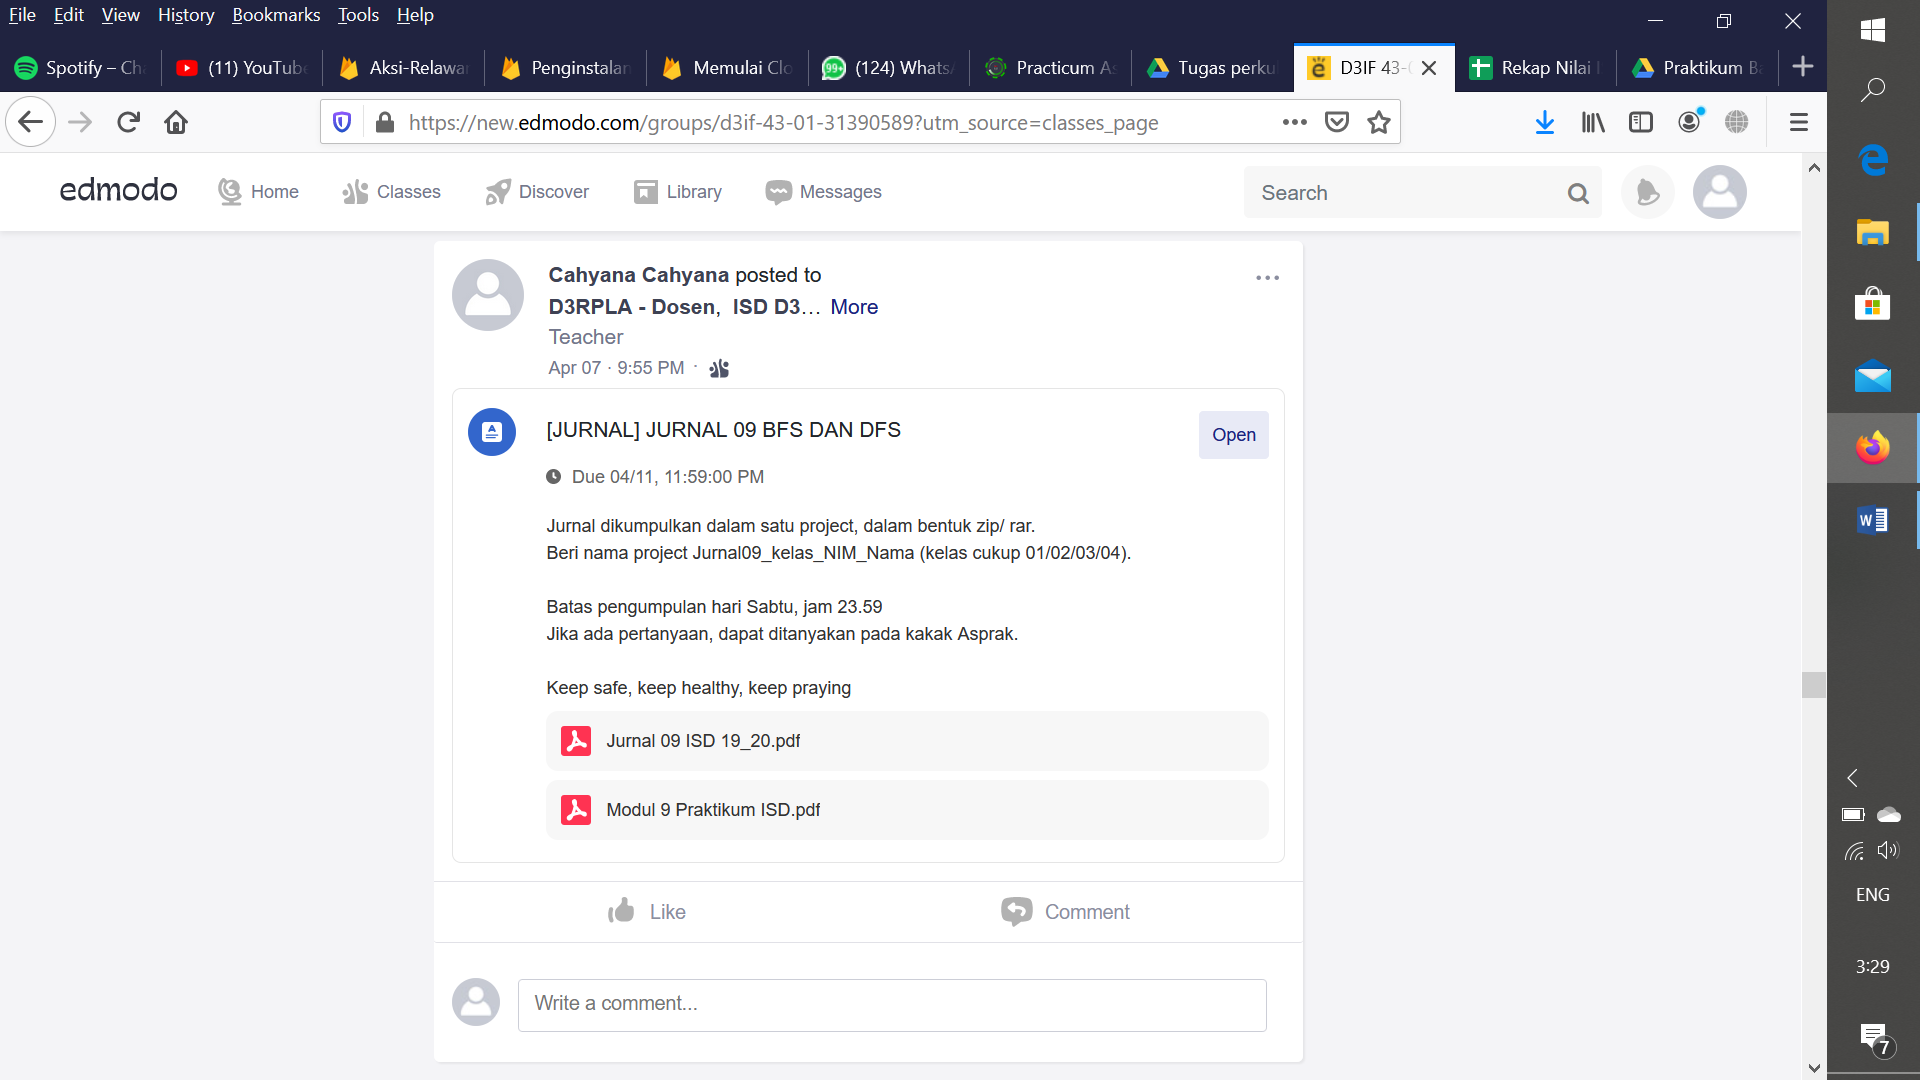 File Edit View History Bookmarks Tools Help
Spotify – Ch
(11) YouTub
Aksi-Relawa
Penginstalan
Memulai Clo
99+ (124) Whats
Practicum As
Tugas perku
D3IF 43-
Rekap Nilai
Praktikum B
https://new.edmodo.com/groups/d3if-43-01-31390589?utm_source=classes_page
edmodo Home Classes Discover Library Messages Search
Cahyana Cahyana posted to
D3RPLA - Dosen, ISD D3... More
Teacher
Apr 07 · 9:55 PM ·
[JURNAL] JURNAL 09 BFS DAN DFS
Open
Due 04/11, 11:59:00 PM
Jurnal dikumpulkan dalam satu project, dalam bentuk zip/ rar.
Beri nama project Jurnal09_kelas_NIM_Nama (kelas cukup 01/02/03/04).
Batas pengumpulan hari Sabtu, jam 23.59
Jika ada pertanyaan, dapat ditanyakan pada kakak Asprak.
Keep safe, keep healthy, keep praying
Jurnal 09 ISD 19_20.pdf
Modul 9 Praktikum ISD.pdf
Like Comment
Write a comment...
ENG
3:29
7